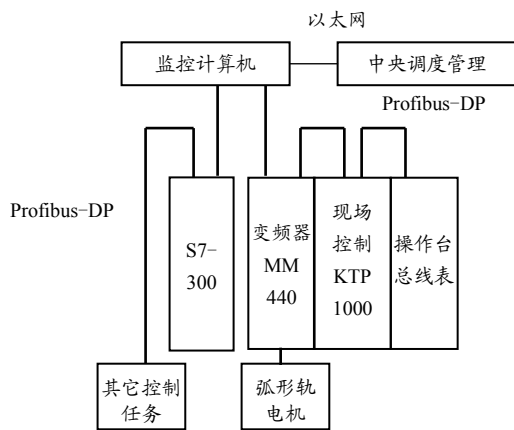 以太网
监控计算机
中央调度管理
Profibus-DP
Profibus-DP
S7-
300
变频器
MM
440
现场
控制
KTP
1000
操作台
总线表
其它控制
任务
弧形轨
电机